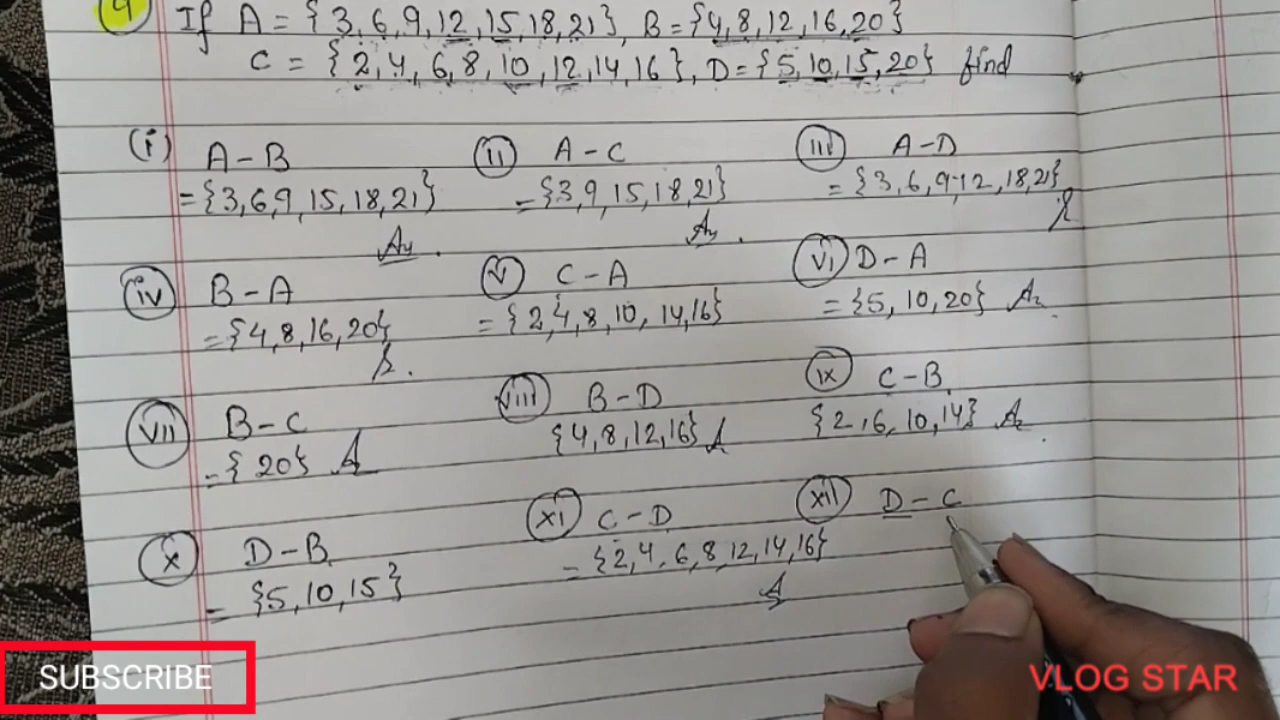 9 If A = {3,6,9,12,15,18,21}, B={4,8,12,16,20}
C = {2,4,6,8,10,12,14,16}, D={5,10,15,20} find
(i) A-B
={3,6,9,15,18,21}
ii A-C
={3,9,15,18,21}
iii A-D
={3,6,9,12,18,21}
iv B-A
={4,8,16,20}
v C-A
={2,4,8,10,14,16}
vi D-A
={5,10,20}
vii B-C
={20}
viii B-D
{4,8,12,16}
ix C-B
{2,6,10,14}
x D-B
={5,10,15}
xi C-D
={2,4,6,8,12,14,16}
xii D-C
SUBSCRIBE
VLOG STAR